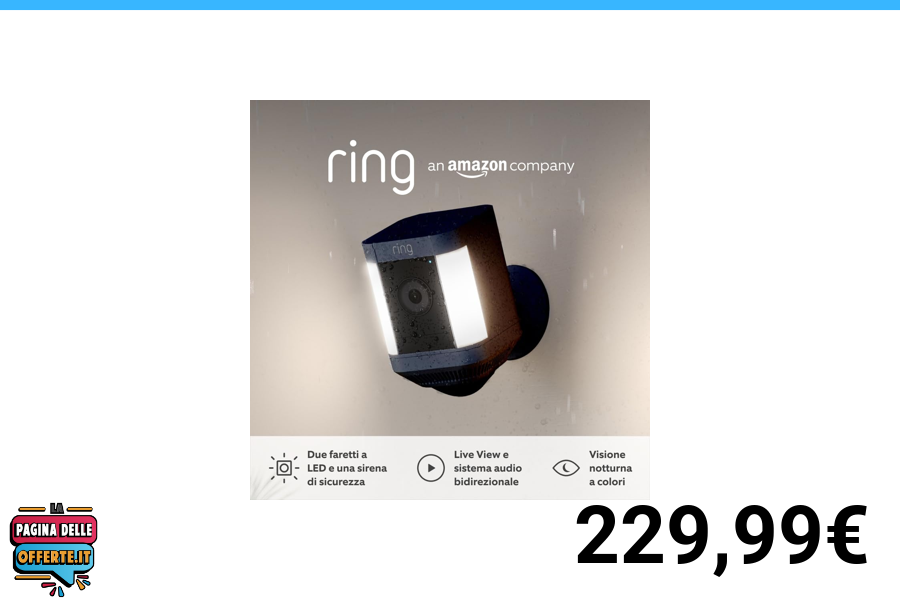 ring an amazon company
ring
Due faretti a
LED e una sirena
di sicurezza
Live View e
sistema audio
bidirezionale
Visione
notturna
a colori
LA
PAGINA DELLE
OFFERTE.IT
229,99€